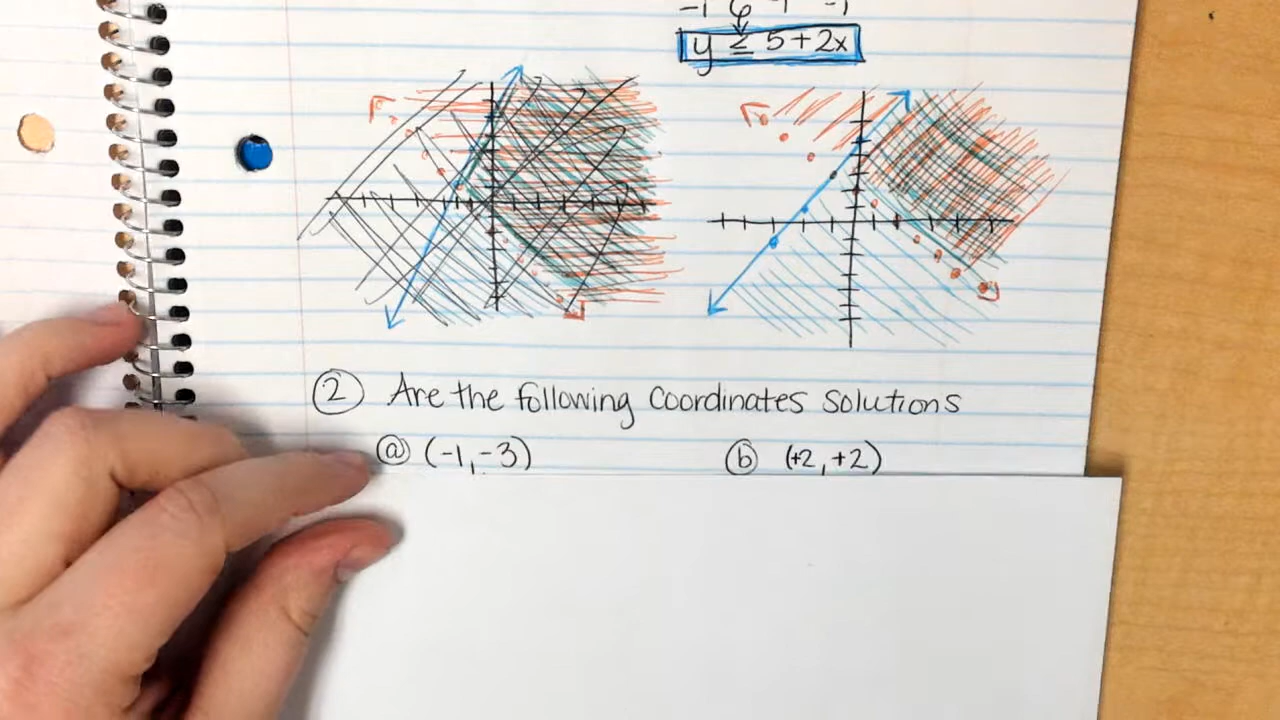 y ≤ 5+2x
② Are the following coordinates solutions
ⓐ (-1,-3)
ⓑ (+2,+2)